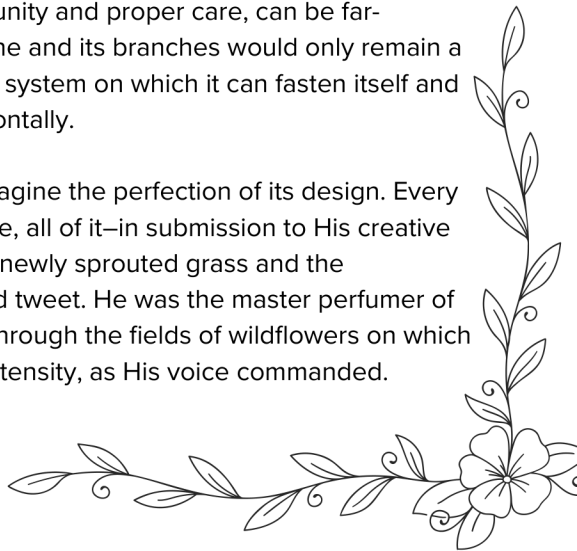 unity and proper care, can be far-
ne and its branches would only remain a
system on which it can fasten itself and
ontally.
agine the perfection of its design. Every
e, all of it–in submission to His creative
newly sprouted grass and the
d tweet. He was the master perfumer of
hrough the fields of wildflowers on which
tensity, as His voice commanded.